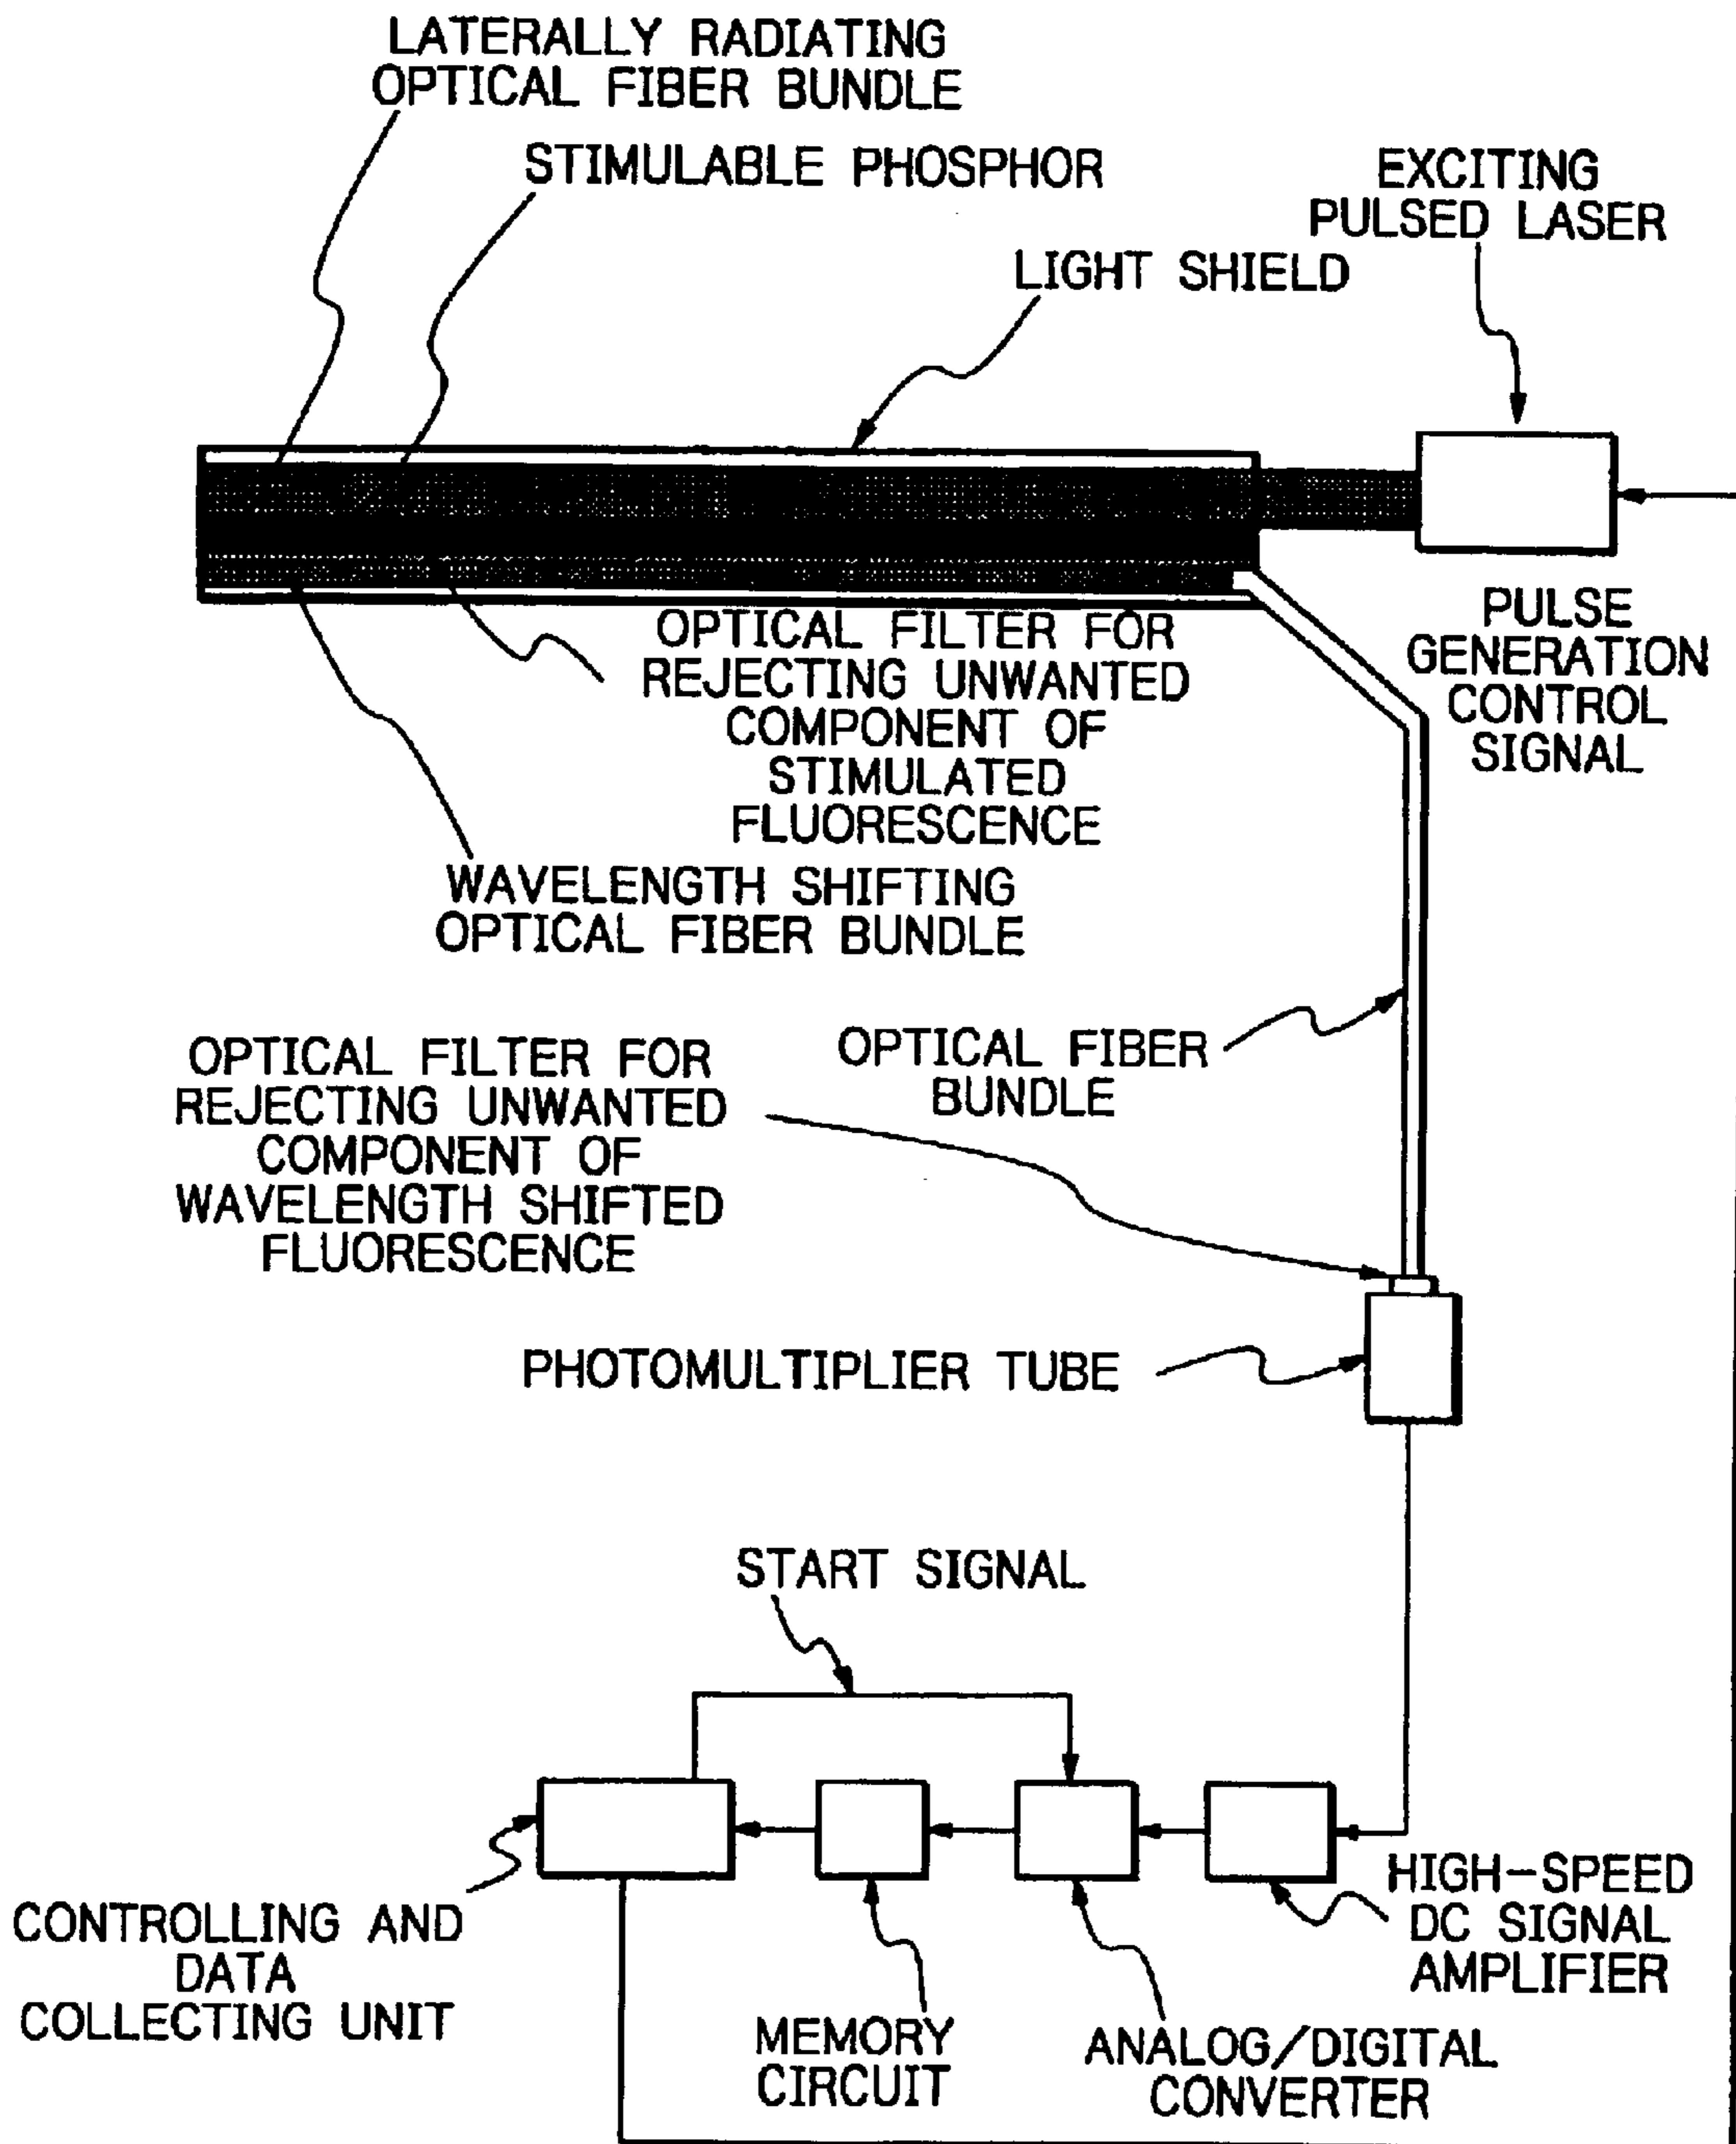 LATERALLY RADIATING
OPTICAL FIBER BUNDLE
STIMULABLE PHOSPHOR
EXCITING
PULSED LASER
LIGHT SHIELD
PULSE
GENERATION
CONTROL
SIGNAL
OPTICAL FILTER FOR
REJECTING UNWANTED
COMPONENT OF
STIMULATED
FLUORESCENCE
WAVELENGTH SHIFTING
OPTICAL FIBER BUNDLE
OPTICAL FILTER FOR
REJECTING UNWANTED
COMPONENT OF
WAVELENGTH SHIFTED
FLUORESCENCE
OPTICAL FIBER
BUNDLE
PHOTOMULTIPLIER TUBE
START SIGNAL
CONTROLLING AND
DATA
COLLECTING UNIT
MEMORY
CIRCUIT
ANALOG/DIGITAL
CONVERTER
HIGH-SPEED
DC SIGNAL
AMPLIFIER